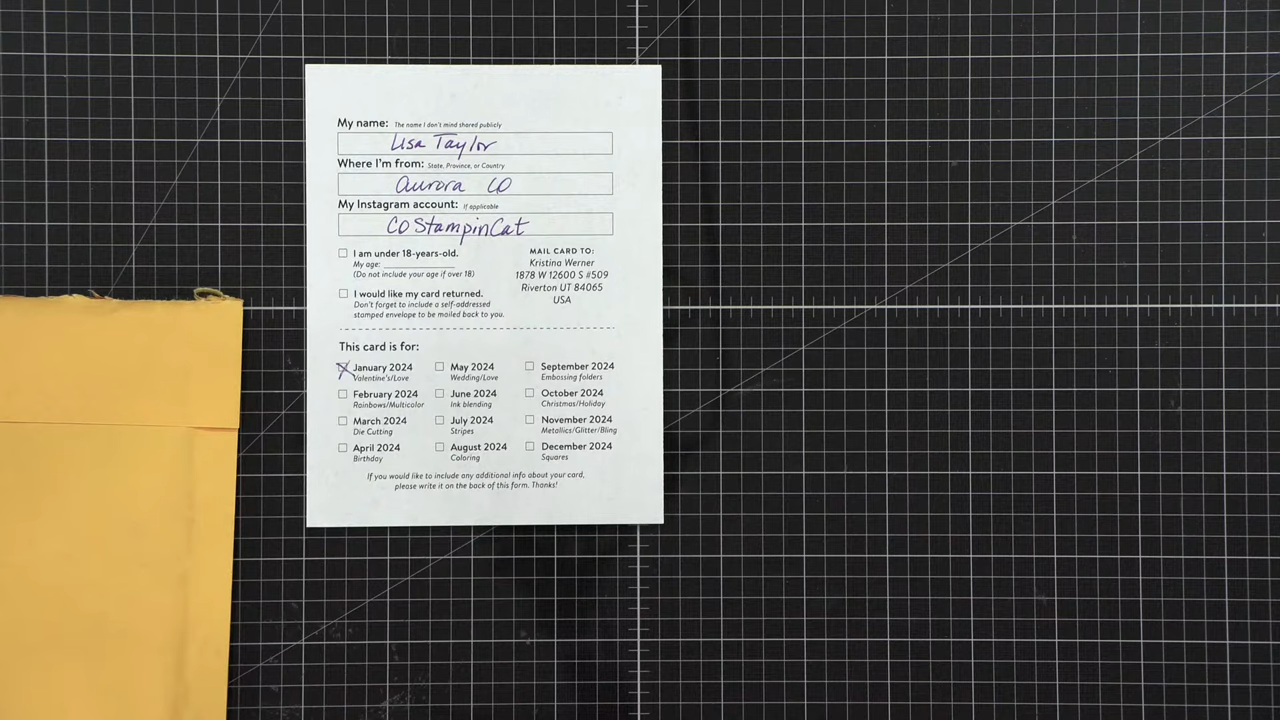 My name: The name I don't mind shared publicly
Lisa Taylor
Where I'm from: State, Province, or Country
Aurora CO
My Instagram account: If applicable
COStampinCat
I am under 18-years-old.
My age: ____________
(Do not include your age if over 18)
I would like my card returned.
Don't forget to include a self-addressed
stamped envelope to be mailed back to you.
MAIL CARD TO:
Kristina Werner
1878 W 12600 S #509
Riverton UT 84065
USA
This card is for:
January 2024
Valentine's/Love
February 2024
Rainbows/Multicolor
March 2024
Die Cutting
April 2024
Birthday
May 2024
Wedding/Love
June 2024
Ink blending
July 2024
Stripes
August 2024
Coloring
September 2024
Embossing folders
October 2024
Christmas/Holiday
November 2024
Metallics/Glitter/Bling
December 2024
Squares
If you would like to include any additional info about your card,
please write it on the back of this form. Thanks!